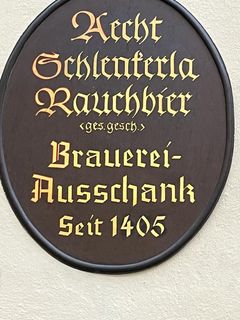 Aecht
Schlenkerla
Rauchbier
<ges.gesch.>
Brauerei-
Ausschank
Seit 1405